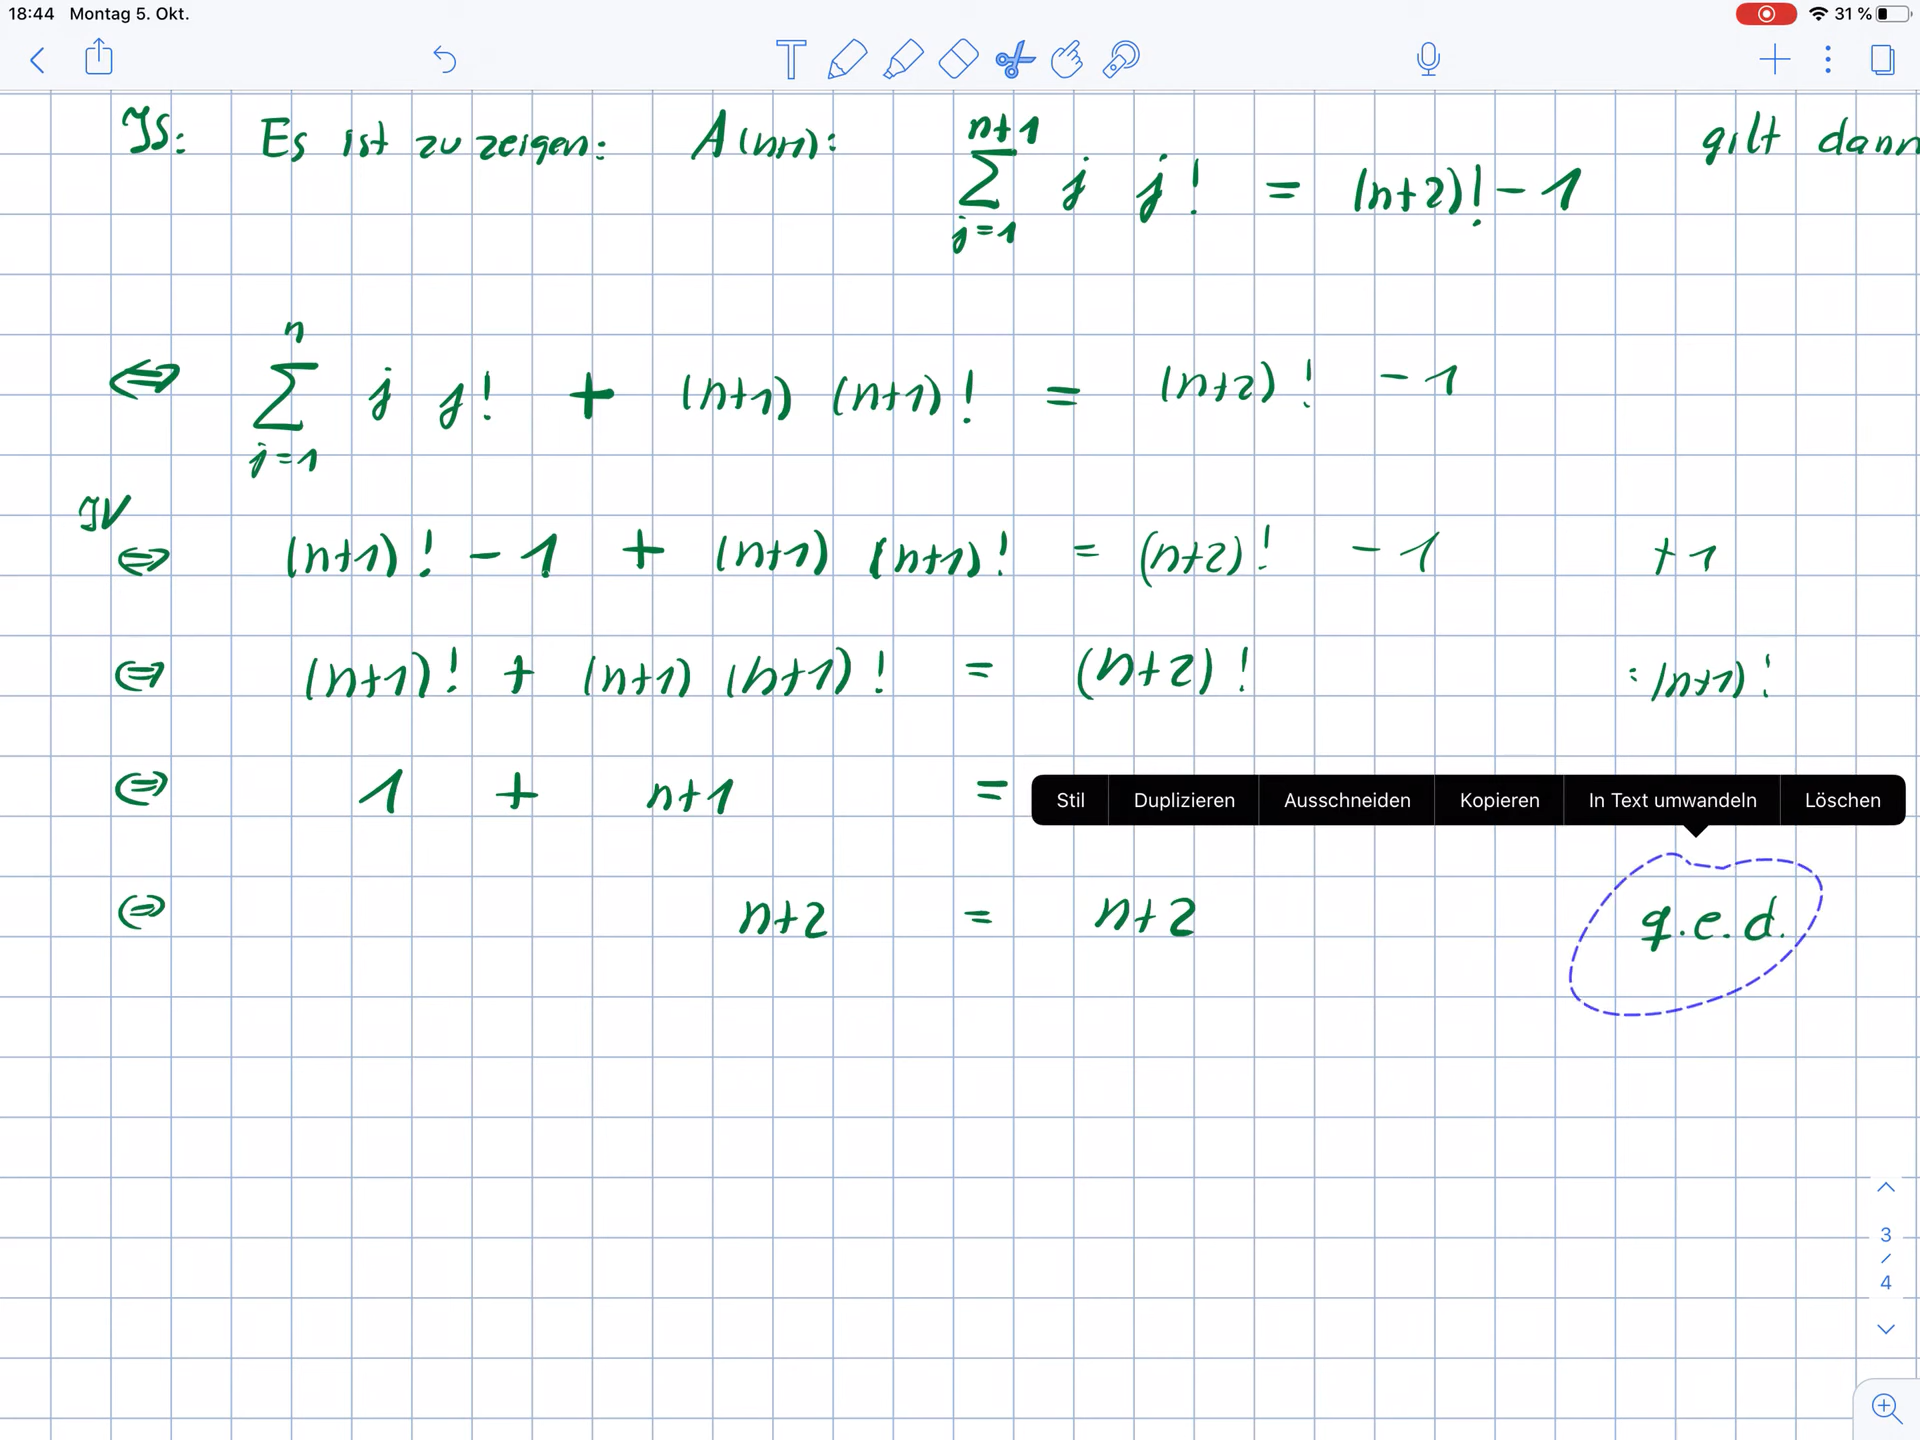 18:44 Montag 5. Okt. 31 %
T
IS: Es ist zu zeigen: A(n+1): \sum_{j=1}^{n+1} j j! = (n+2)! - 1 gilt dann
⇔ \sum_{j=1}^{n} j j! + (n+1) (n+1)! = (n+2)! - 1
IV
⇔ (n+1)! - 1 + (n+1) (n+1)! = (n+2)! - 1 + 1
⇔ (n+1)! + (n+1) (n+1)! = (n+2)! : (n+1)!
⇔ 1 + n+1 =
Stil Duplizieren Ausschneiden Kopieren In Text umwandeln Löschen
⇔ n+2 = n+2 q.e.d.
3
/
4